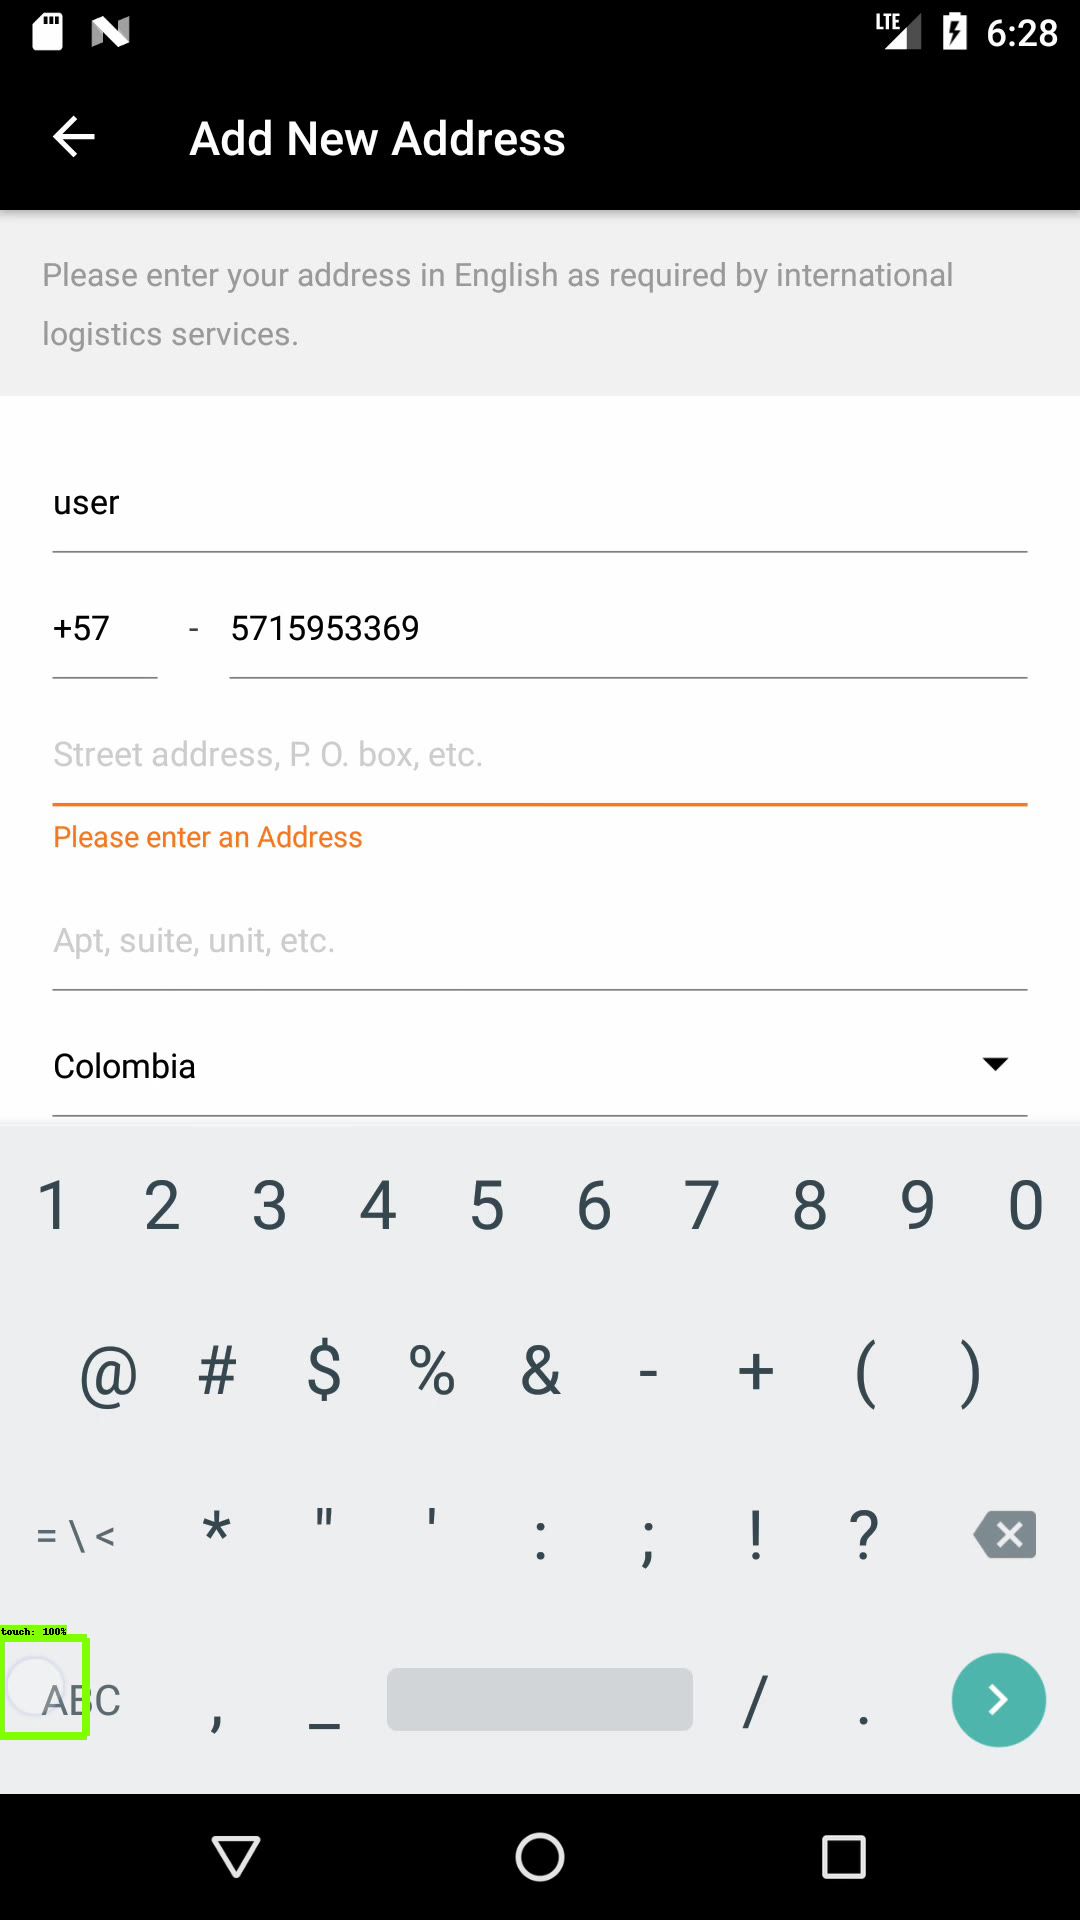 LTE 6:28
Add New Address
Please enter your address in English as required by international
logistics services.
user
+57 - 5715953369
Street address, P. O. box, etc.
Please enter an Address
Apt, suite, unit, etc.
Colombia
1 2 3 4 5 6 7 8 9 0
@ # $ % & - + ( )
= \ < * " ' : ; ! ?
touch: 100%
ABC , _ / .